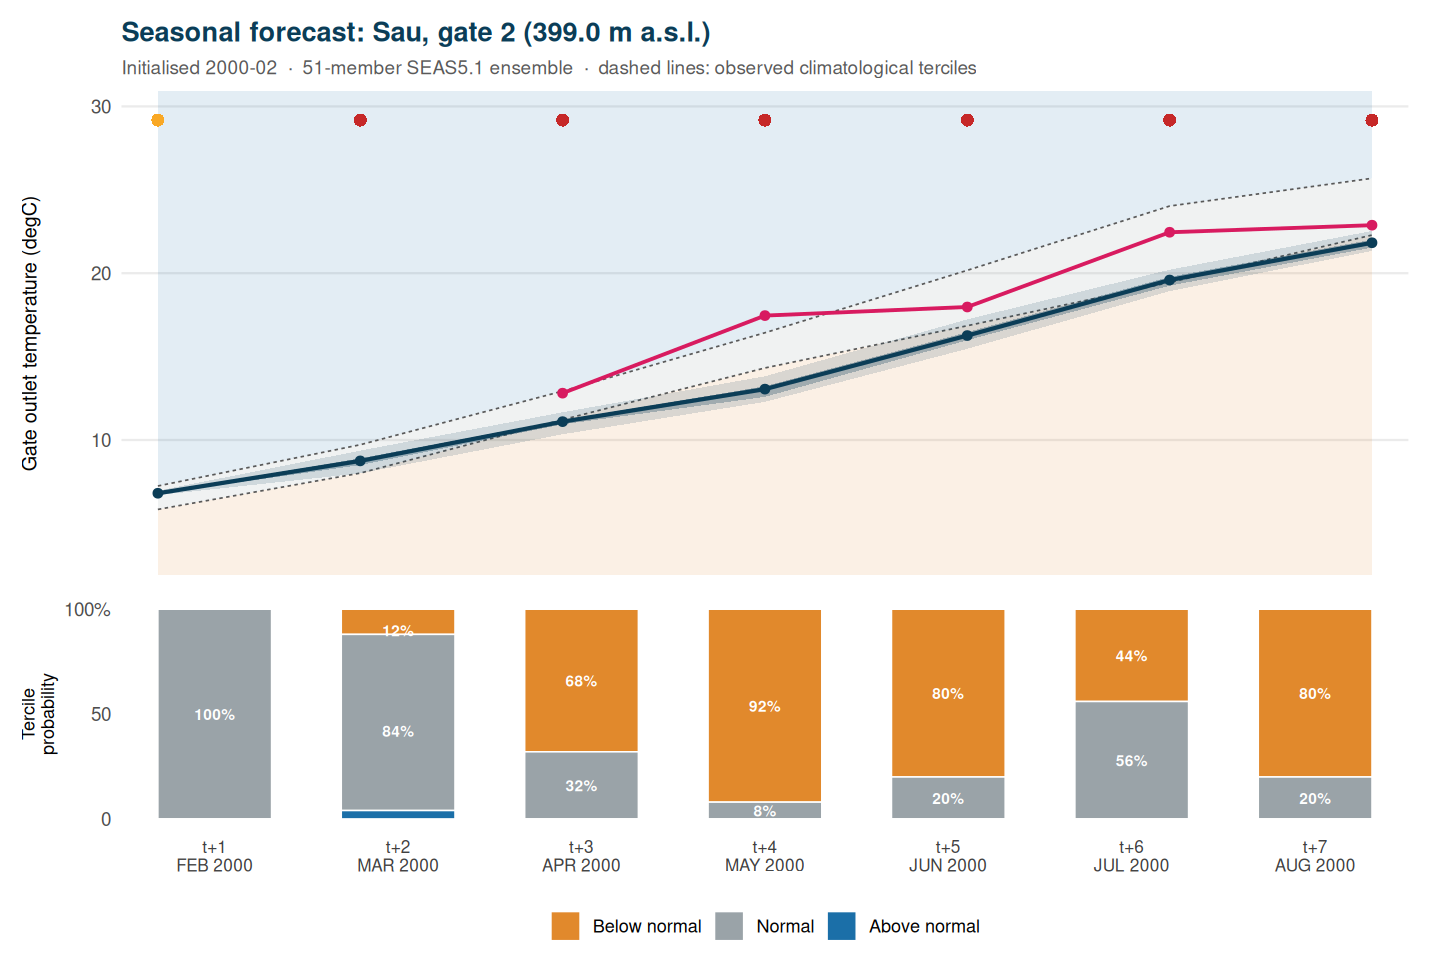 Seasonal forecast: Sau, gate 2 (399.0 m a.s.l.)
Initialised 2000-02 · 51-member SEAS5.1 ensemble · dashed lines: observed climatological terciles
Gate outlet temperature (degC)
30
20
10
Tercile
probability
100%
50
0
100%
12%
84%
68%
32%
92%
8%
80%
20%
44%
56%
80%
20%
t+1
FEB 2000
t+2
MAR 2000
t+3
APR 2000
t+4
MAY 2000
t+5
JUN 2000
t+6
JUL 2000
t+7
AUG 2000
Below normal
Normal
Above normal